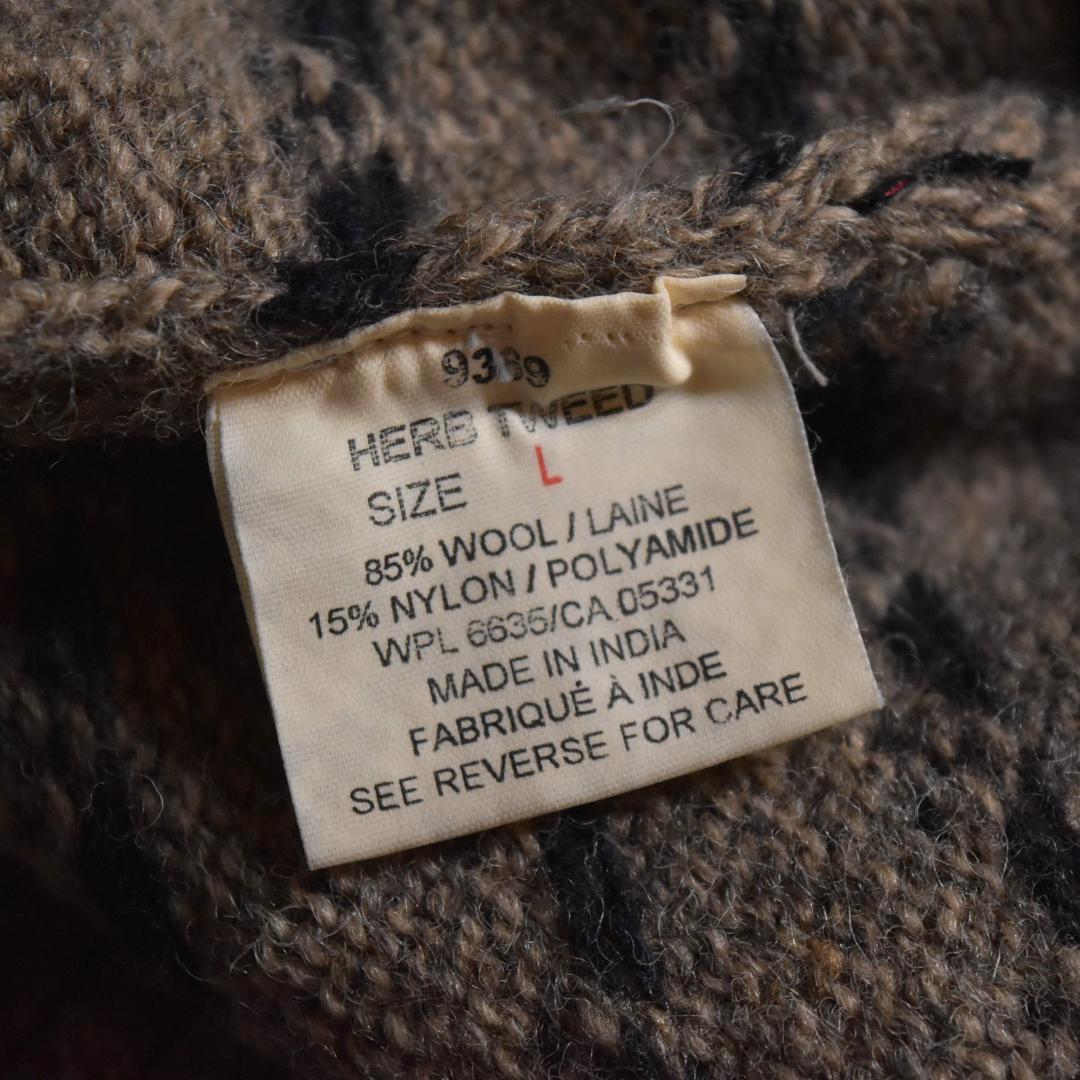 9369
HERB TWEED
SIZE L
85% WOOL / LAINE
15% NYLON / POLYAMIDE
WPL 6635/CA 05331
MADE IN INDIA
FABRIQUÉ À INDE
SEE REVERSE FOR CARE